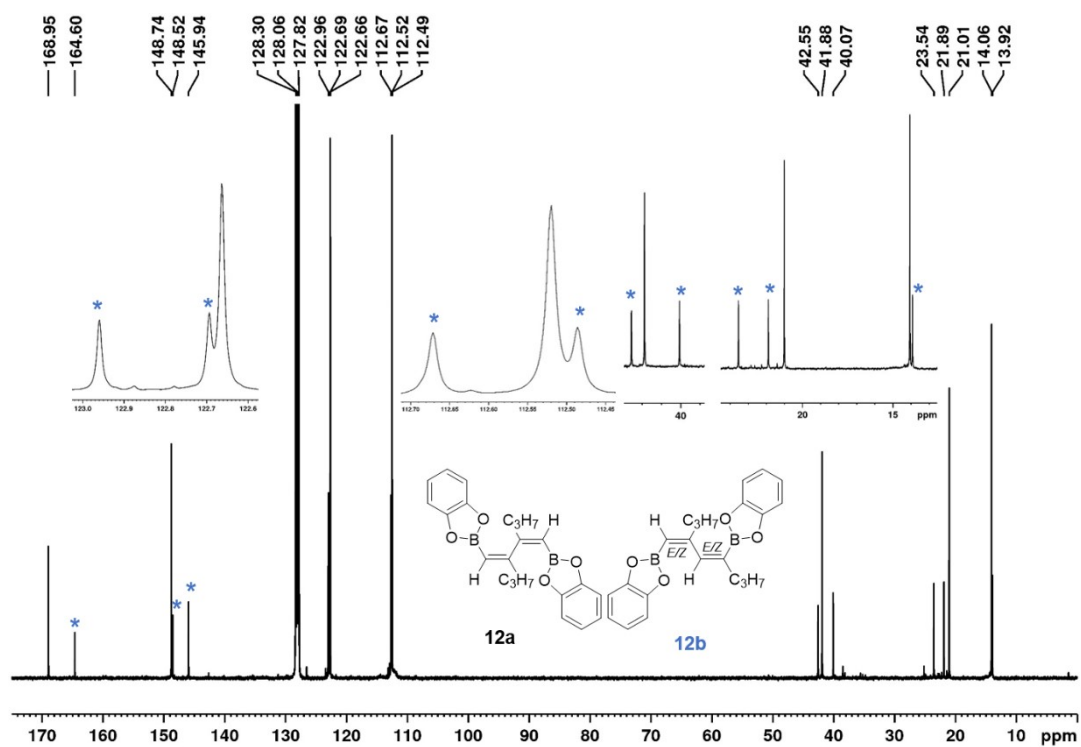 168.95
164.60
148.74
148.52
145.94
128.30
128.06
127.82
122.96
122.69
122.66
112.67
112.52
112.49
42.55
41.88
40.07
23.54
21.89
21.01
14.06
13.92
* * * * * * * * *
123.0 122.9 122.8 122.7 122.6
112.70 112.65 112.60 112.55 112.50 112.45
40
20 15 ppm
* * *
C3H7 H
O B O
H C3H7
B O O
12a
H C3H7
O B O
E/Z E/Z
O B O
H C3H7
12b
170 160 150 140 130 120 110 100 90 80 70 60 50 40 30 20 10 ppm